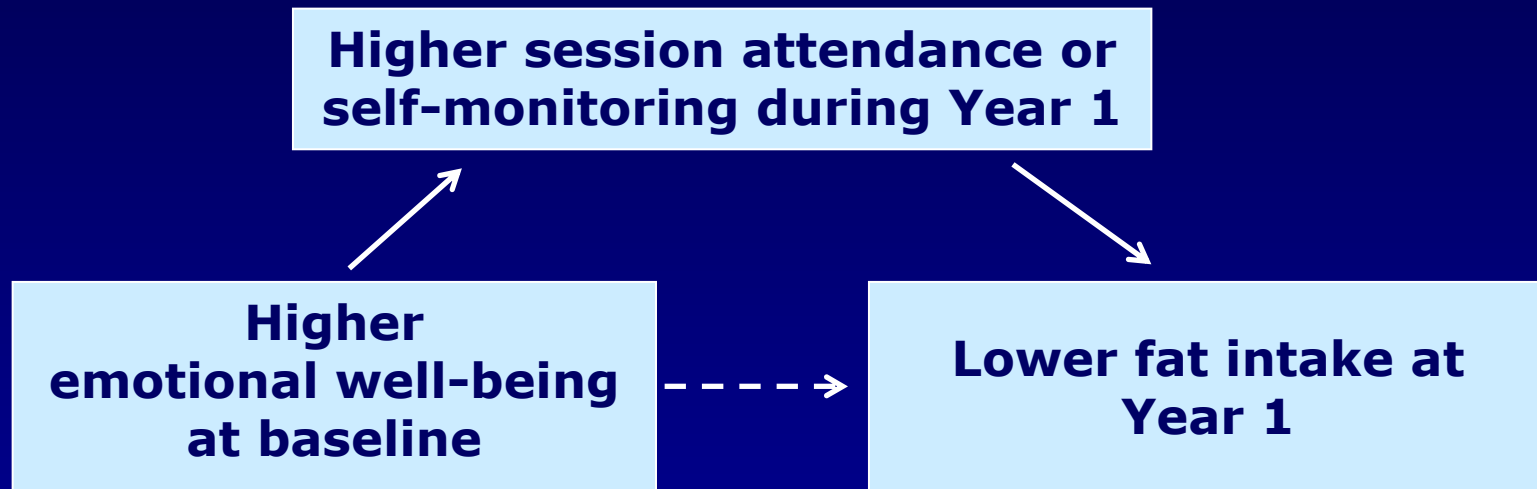 Higher session attendance or
self-monitoring during Year 1
Higher
emotional well-being
at baseline
Lower fat intake at
Year 1